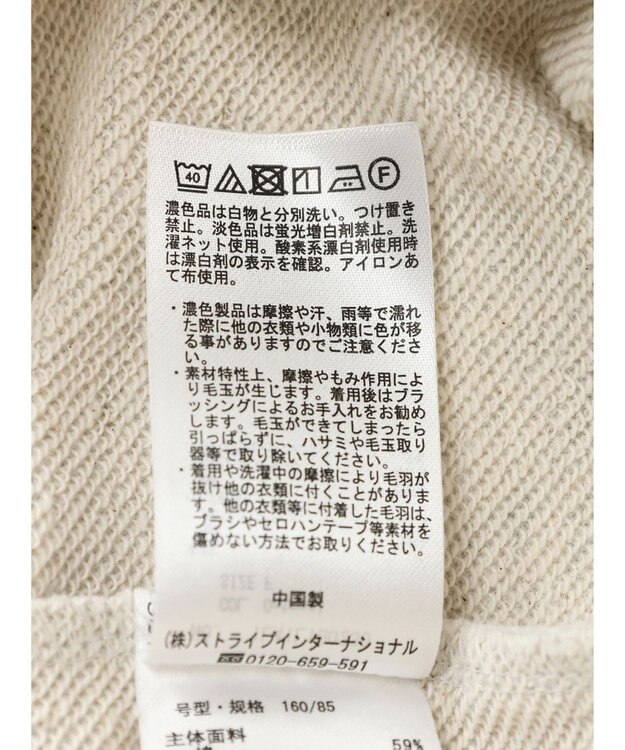 40 F
濃色品は白物と分別洗い。つけ置き
禁止。淡色品は蛍光増白剤禁止。洗
濯ネット使用。酸素系漂白剤使用時
は漂白剤の表示を確認。アイロンあ
て布使用。
・濃色製品は摩擦や汗、雨等で濡れ
た際に他の衣類や小物類に色が移
る事がありますのでご注意くださ
い。
・素材特性上、摩擦やもみ作用によ
り毛玉が生じます。着用後はブラ
ッシングによるお手入れをお勧め
します。毛玉ができてしまったら
引っぱらずに、ハサミや毛玉取り
器等で取り除いてください。
・着用や洗濯中の摩擦により毛羽が
抜け他の衣類に付くことがありま
す。他の衣類等に付着した毛羽は、
ブラシやセロハンテープ等素材を
傷めない方法でお取りください。
中国製
(株)ストライプインターナショナル
0120-659-591
号型・规格 160/85
主体面料
59%